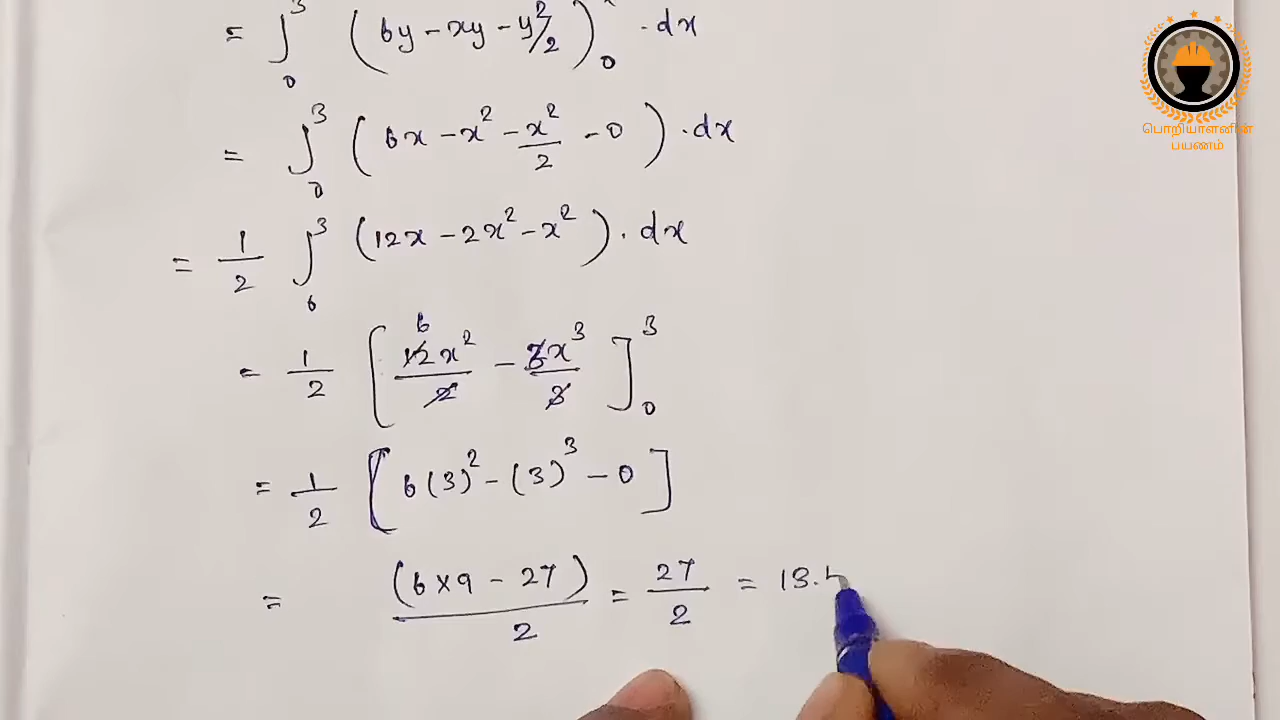 = ∫₀³ (6y - xy - y²/2)₀ · dx
= ∫₀³ (6x - x² - x²/2 - 0) · dx
= 1/2 ∫₀³ (12x - 2x² - x²) · dx
= 1/2 [6 12x²/2 - 3x³/3]₀³
= 1/2 [6(3)² - (3)³ - 0]
= (6×9 - 27)/2 = 27/2 = 13.
பொறியாளனின்
பயணம்